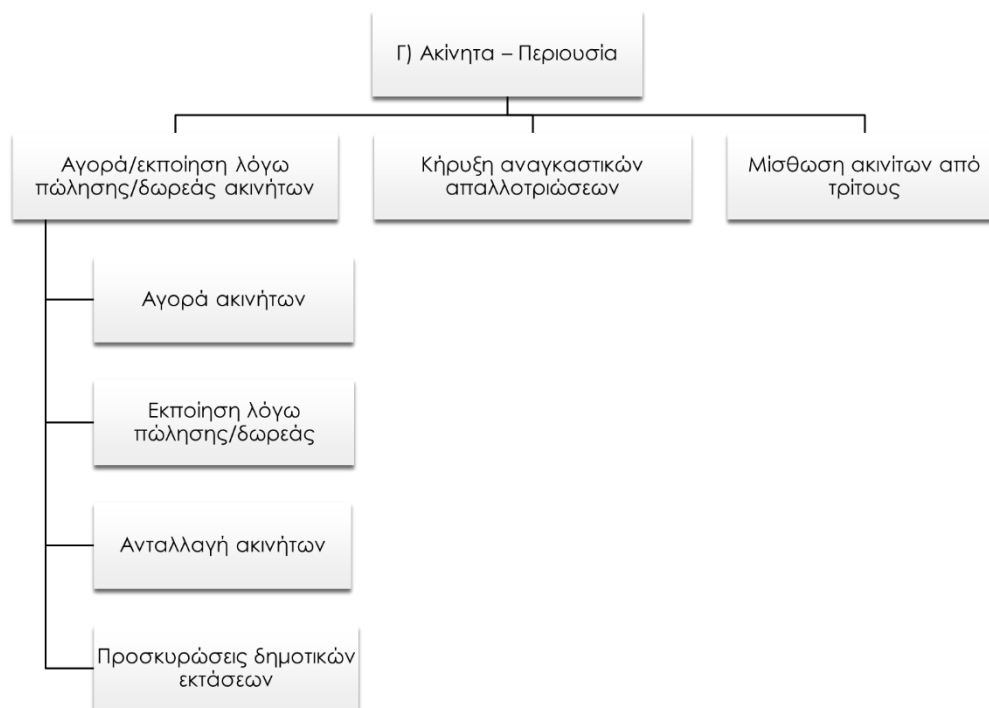 Γ) Ακίνητα – Περιουσία
Αγορά/εκποίηση λόγω
πώλησης/δωρεάς ακινήτων
Κήρυξη αναγκαστικών
απαλλοτριώσεων
Μίσθωση ακινίτων από
τρίτους
Αγορά ακινήτων
Εκποίηση λόγω
πώλησης/δωρεάς
Ανταλλαγή ακινήτων
Προσκυρώσεις δημοτικών
εκτάσεων